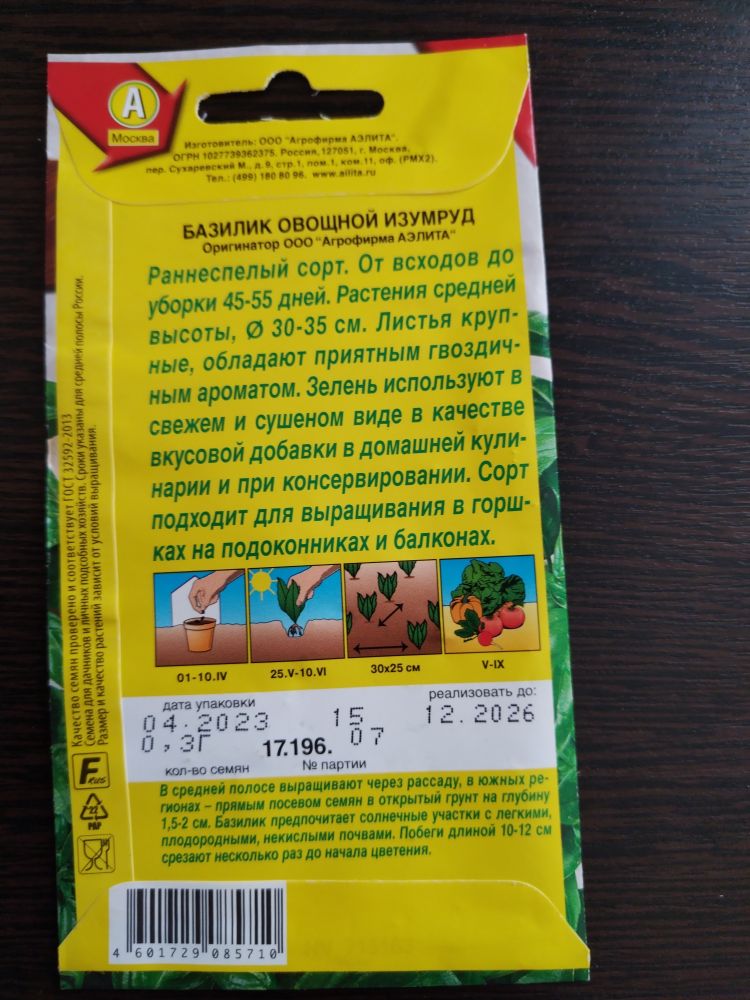 А
Москва
Изготовитель: ООО "Агрофирма АЭЛИТА".
ОГРН 1027739362375. Россия, 127051, г. Москва,
пер. Сухаревский М., д.9, стр.1, пом.1, ком.11, оф. (РМХ2).
Тел.: (499) 180 80 96. www.ailita.ru
БАЗИЛИК ОВОЩНОЙ ИЗУМРУД
Оригинатор ООО "Агрофирма АЭЛИТА"
Раннеспелый сорт. От всходов до
уборки 45-55 дней. Растения средней
высоты, Ø 30-35 см. Листья круп-
ные, обладают приятным гвоздич-
ным ароматом. Зелень используют в
свежем и сушеном виде в качестве
вкусовой добавки в домашней кули-
нарии и при консервировании. Сорт
подходит для выращивания в горш-
ках на подоконниках и балконах.
01-10.IV
25.V-10.VI
30х25 см
V-IX
дата упаковки
реализовать до:
04.2023
15
12.2026
0,3Г
17.196.
07
кол-во семян
№ партии
В средней полосе выращивают через рассаду, в южных ре-
гионах – прямым посевом семян в открытый грунт на глубину
1,5-2 см. Базилик предпочитает солнечные участки с легкими,
плодородными, некислыми почвами. Побеги длиной 10-12 см
срезают несколько раз до начала цветения.
Качество семян проверено и соответствует ГОСТ 32592-2013
Семена для дачников и личных подсобных хозяйств. Сроки указаны для средней полосы России.
Размер и качество растений зависит от условий выращивания.
F
RUS
22
PAP
4 601729 085710